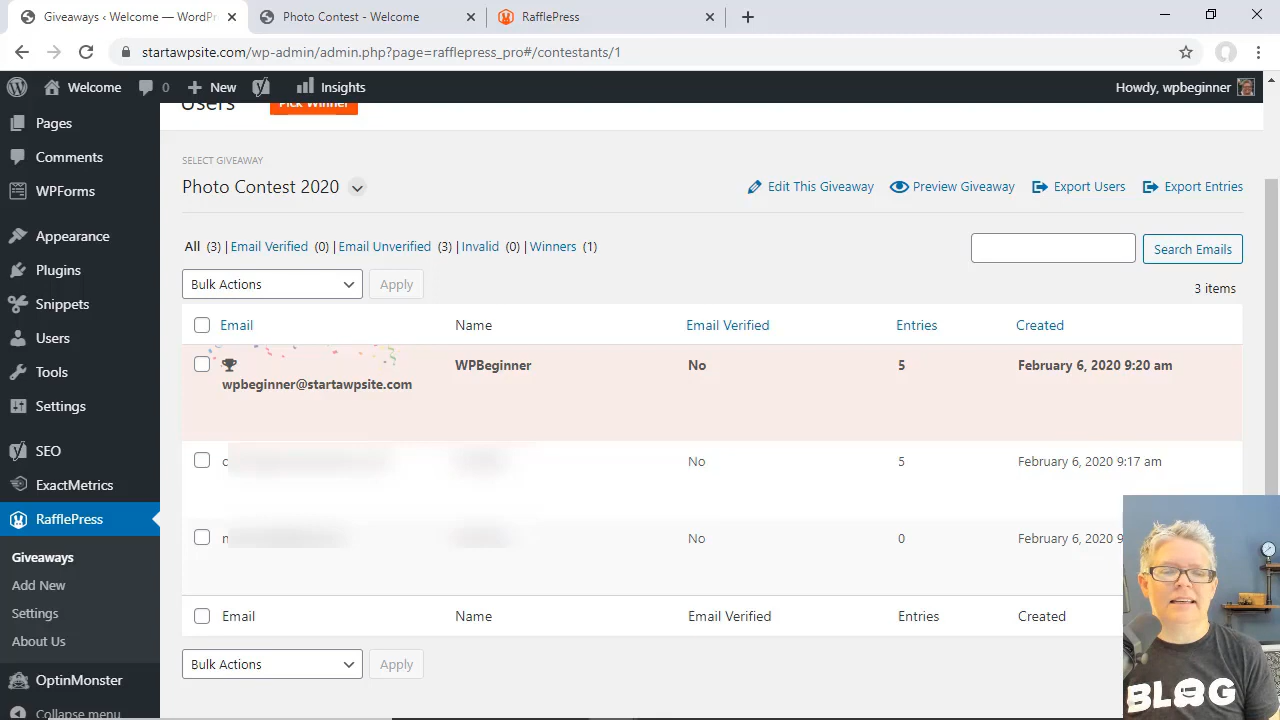 Giveaways ‹ Welcome — WordPr
Photo Contest - Welcome
RafflePress
startawpsite.com/wp-admin/admin.php?page=rafflepress_pro#/contestants/1
Welcome
0
New
Insights
Howdy, wpbeginner
Users
Pick Winner
Pages
Comments
WPForms
Appearance
Plugins
Snippets
Users
Tools
Settings
SEO
ExactMetrics
RafflePress
Giveaways
Add New
Settings
About Us
OptinMonster
Collapse menu
SELECT GIVEAWAY
Photo Contest 2020
Edit This Giveaway
Preview Giveaway
Export Users
Export Entries
All (3) | Email Verified (0) | Email Unverified (3) | Invalid (0) | Winners (1)
Search Emails
Bulk Actions
Apply
3 items
Email Name Email Verified Entries Created
wpbeginner@startawpsite.com WPBeginner No 5 February 6, 2020 9:20 am
c No 5 February 6, 2020 9:17 am
No 0 February 6, 2020 9
Email Name Email Verified Entries Created
Bulk Actions
Apply
BLOG